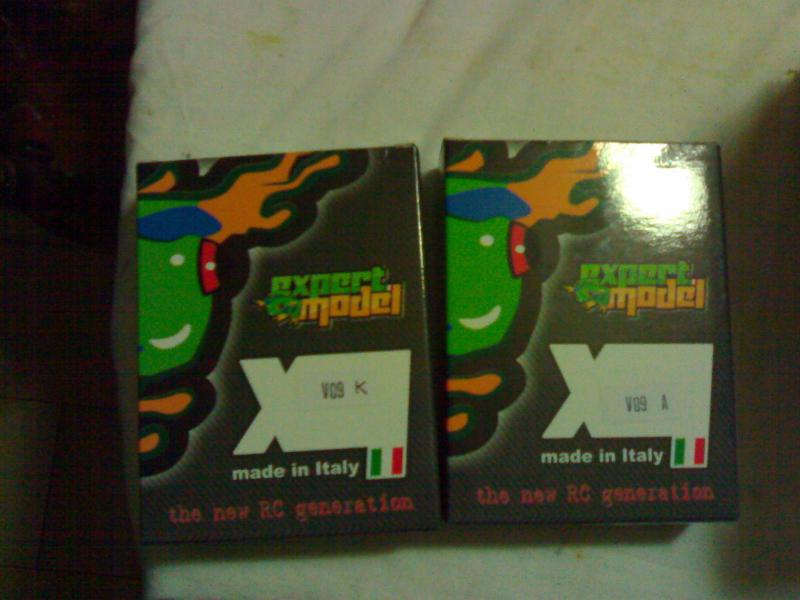 expert
model
X
V09 K
made in Italy
the new RC generation
expert
model
X
V09 A
made in Italy
the new RC generation